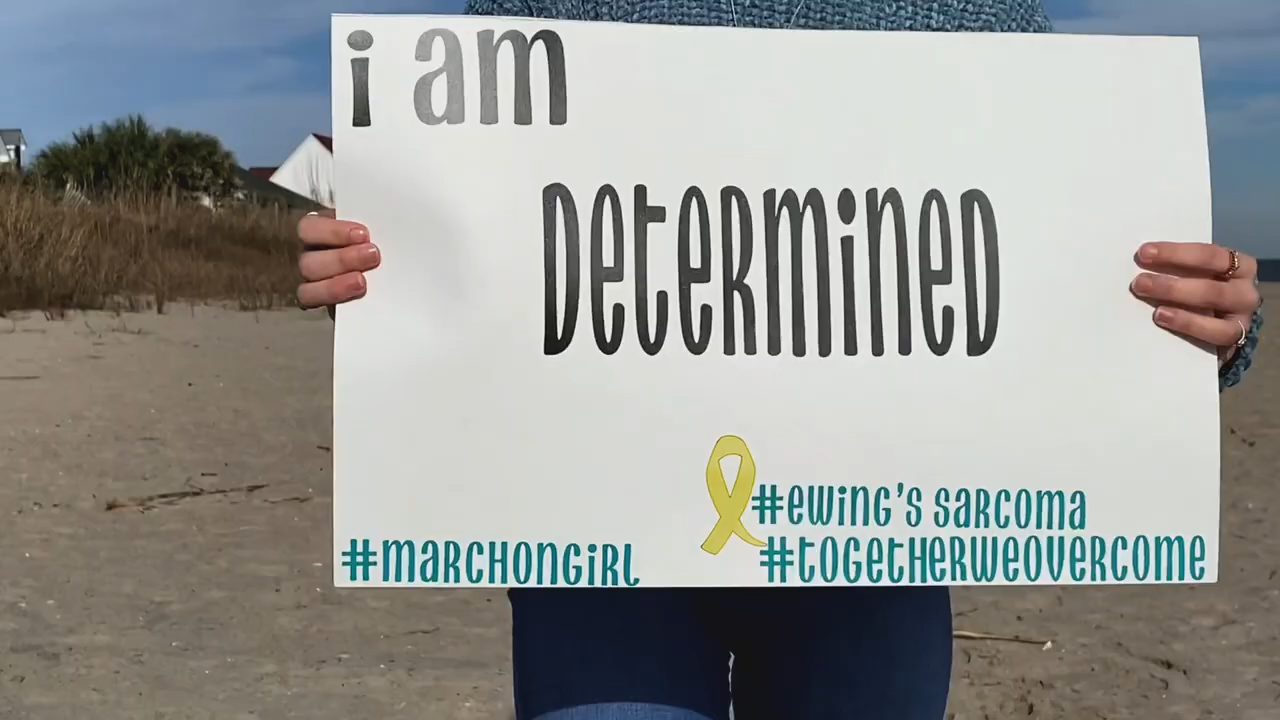 i am
DeteRmineD
#ewing's saRcoma
#maRchongiRl
#togetheRweoveRcome